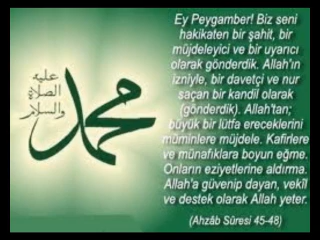 محمد
عليه
الصلاة
والسلام
Ey Peygamber! Biz seni
hakikaten bir şahit, bir
müjdeleyici ve bir uyarıcı
olarak gönderdik. Allah'ın
izniyle, bir davetçi ve nur
saçan bir kandil olarak
(gönderdik). Allah'tan;
büyük bir lütfa ereceklerini
müminlere müjdele. Kafirlere
ve münafıklara boyun eğme.
Onların eziyetlerine aldırma.
Allah'a güvenip dayan, vekîl
ve destek olarak Allah yeter.
(Ahzâb Sûresi 45-48)